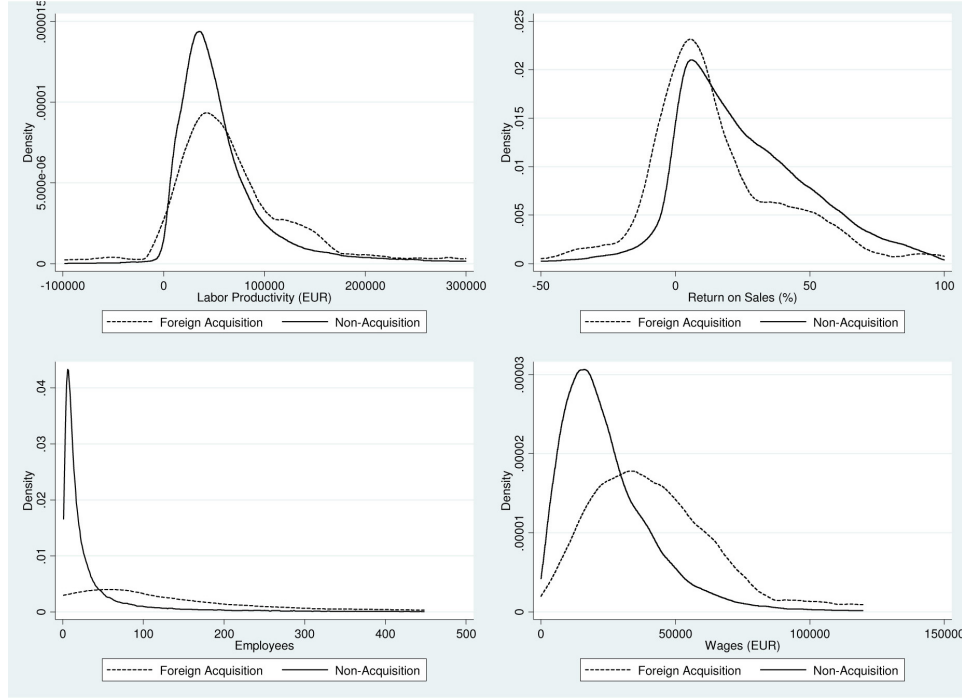 Density
0
5.000e-06
.00001
.000015
-100000 0 100000 200000 300000
Labor Productivity (EUR)
Foreign Acquisition Non-Acquisition
Density
0
.005
.01
.015
.02
.025
-50 0 50 100
Return on Sales (%)
Foreign Acquisition Non-Acquisition
Density
0
.01
.02
.03
.04
0 100 200 300 400 500
Employees
Foreign Acquisition Non-Acquisition
Density
0
.00001
.00002
.00003
0 50000 100000 150000
Wages (EUR)
Foreign Acquisition Non-Acquisition